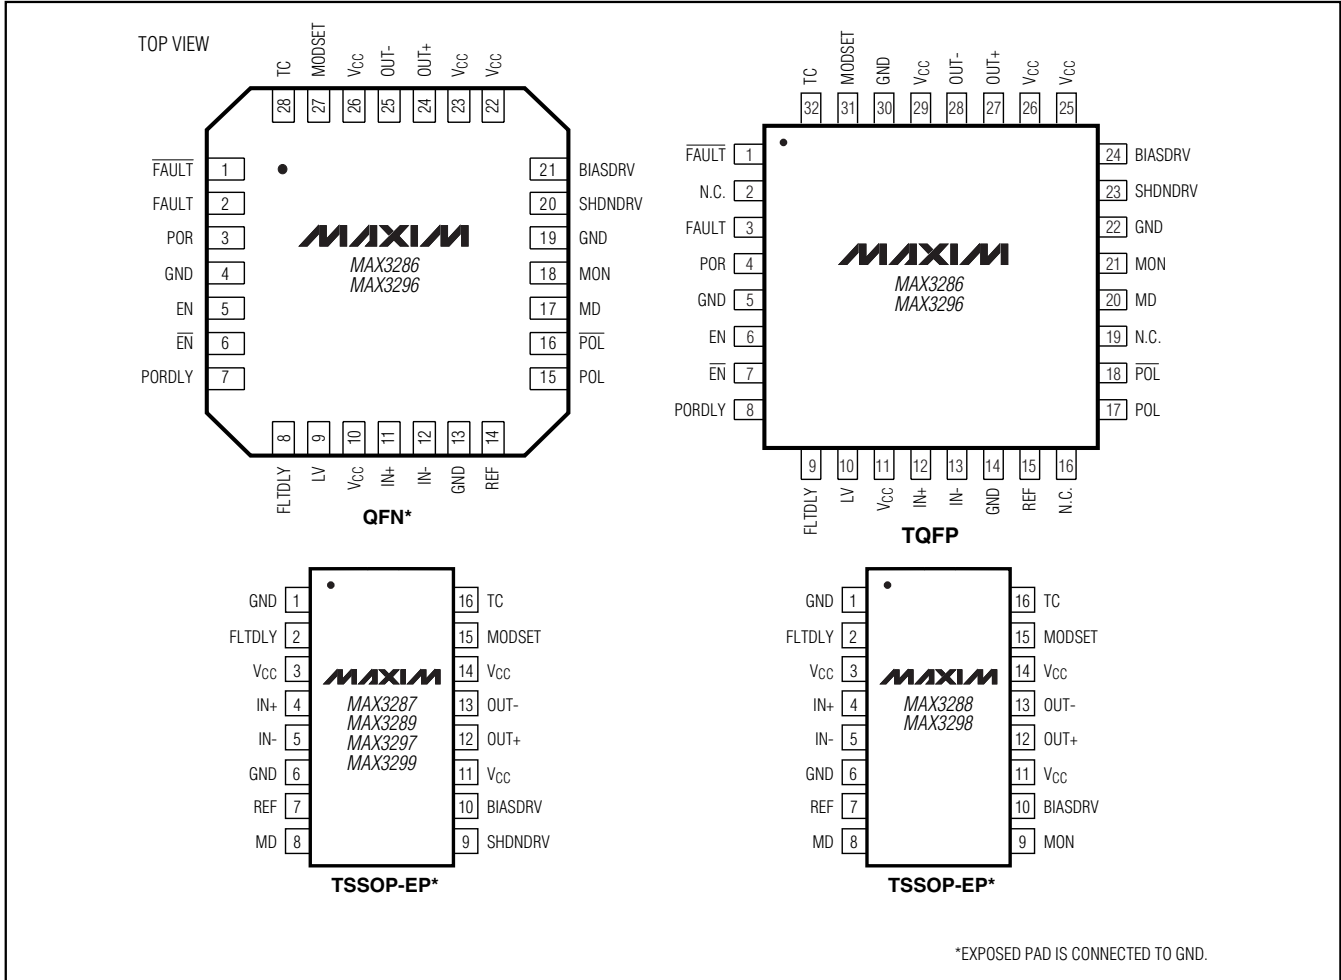 TOP VIEW
TC
MODSET
VCC
OUT-
OUT+
VCC
VCC
28
27
26
25
24
23
22
FAULT 1
FAULT 2
POR 3
GND 4
EN 5
EN 6
PORDLY 7
MAXIM
MAX3286
MAX3296
21 BIASDRV
20 SHDNDRV
19 GND
18 MON
17 MD
16 POL
15 POL
8
9
10
11
12
13
14
FLTDLY
LV
VCC
IN+
IN-
GND
REF
QFN*
TC
MODSET
GND
VCC
OUT-
OUT+
VCC
VCC
32
31
30
29
28
27
26
25
FAULT 1
N.C. 2
FAULT 3
POR 4
GND 5
EN 6
EN 7
PORDLY 8
MAXIM
MAX3286
MAX3296
24 BIASDRV
23 SHDNDRV
22 GND
21 MON
20 MD
19 N.C.
18 POL
17 POL
9
10
11
12
13
14
15
16
FLTDLY
LV
VCC
IN+
IN-
GND
REF
N.C.
TQFP
GND 1
FLTDLY 2
VCC 3
IN+ 4
IN- 5
GND 6
REF 7
MD 8
MAXIM
MAX3287
MAX3289
MAX3297
MAX3299
16 TC
15 MODSET
14 VCC
13 OUT-
12 OUT+
11 VCC
10 BIASDRV
9 SHDNDRV
TSSOP-EP*
GND 1
FLTDLY 2
VCC 3
IN+ 4
IN- 5
GND 6
REF 7
MD 8
MAXIM
MAX3288
MAX3298
16 TC
15 MODSET
14 VCC
13 OUT-
12 OUT+
11 VCC
10 BIASDRV
9 MON
TSSOP-EP*
*EXPOSED PAD IS CONNECTED TO GND.